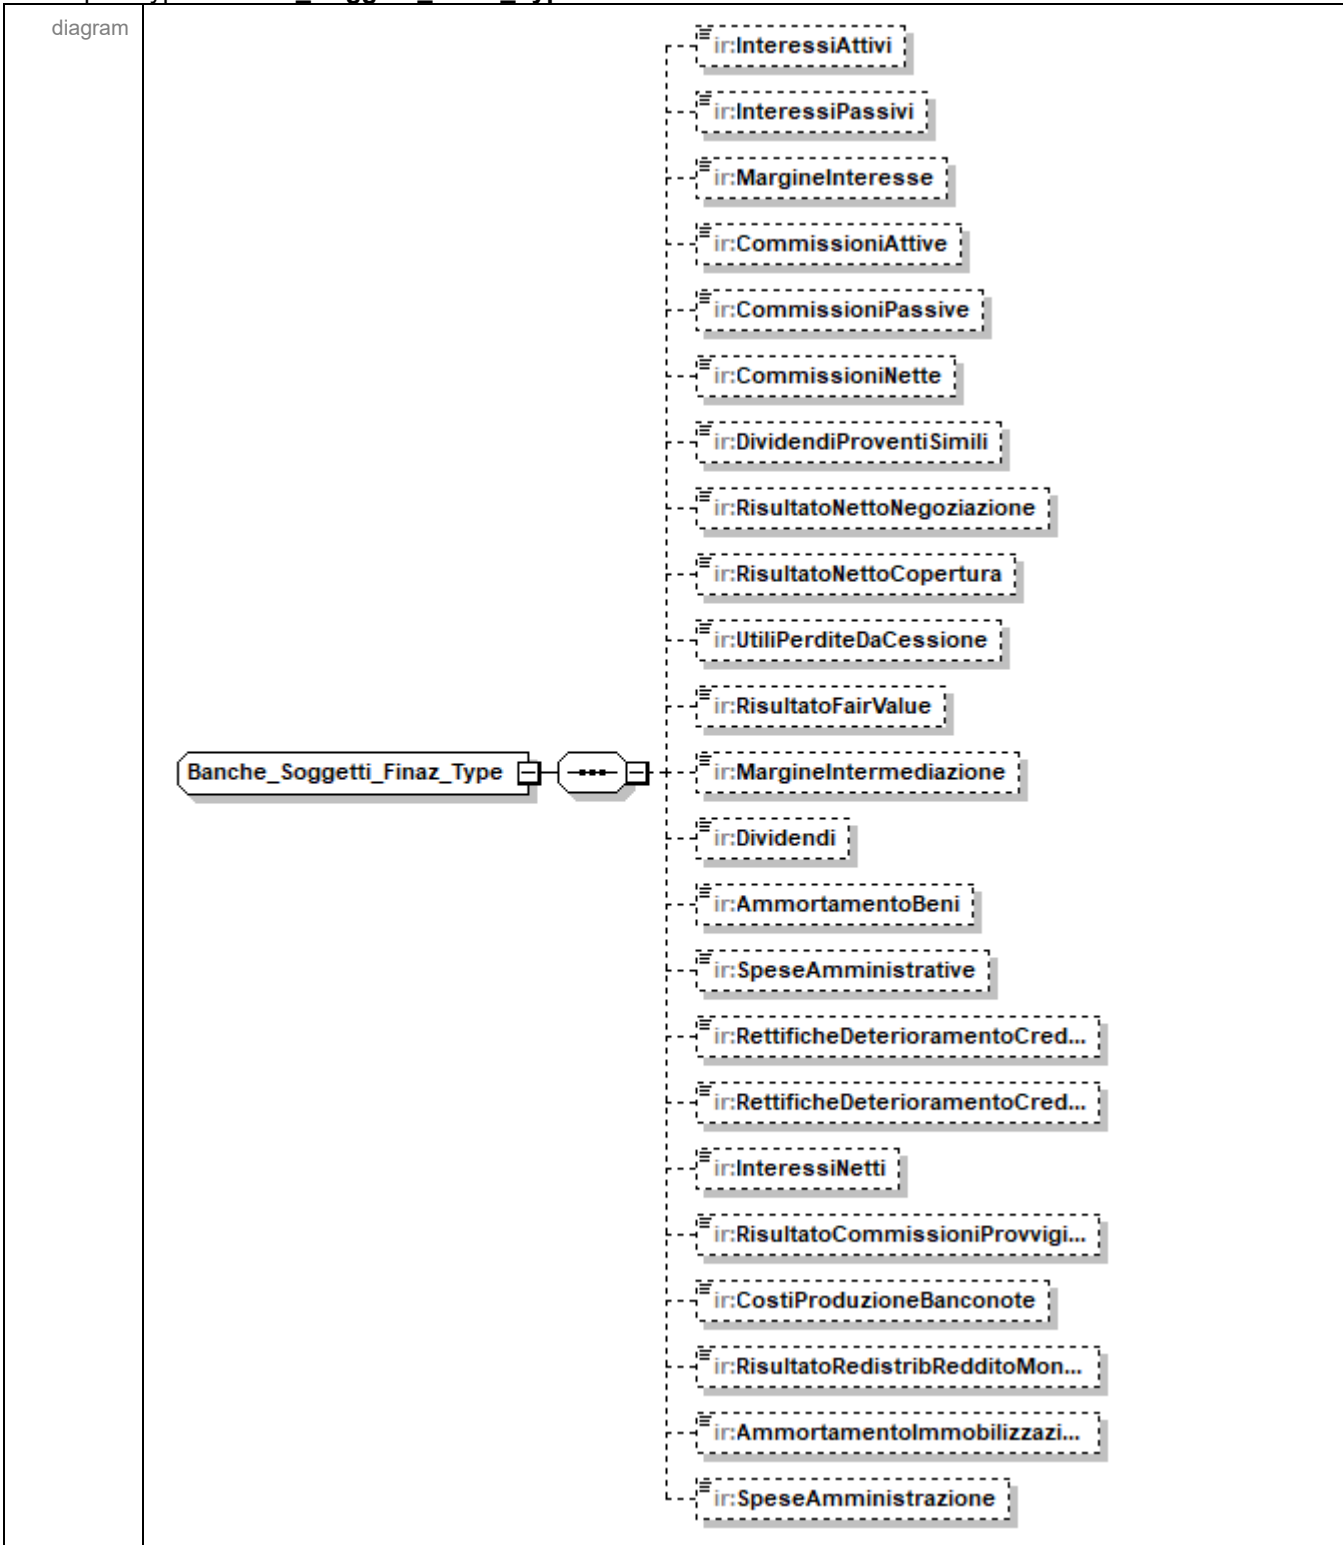 diagram
ir:InteressiAttivi
ir:InteressiPassivi
ir:MargineInteresse
ir:CommissioniAttive
ir:CommissioniPassive
ir:CommissioniNette
ir:DividendiProventiSimili
ir:RisultatoNettoNegoziazione
ir:RisultatoNettoCopertura
ir:UtiliPerditeDaCessione
ir:RisultatoFairValue
Banche_Soggetti_Finaz_Type
ir:MargineIntermediazione
ir:Dividendi
ir:AmmortamentoBeni
ir:SpeseAmministrative
ir:RettificheDeterioramentoCred...
ir:RettificheDeterioramentoCred...
ir:InteressiNetti
ir:RisultatoCommissioniProvvigi...
ir:CostiProduzioneBanconote
ir:RisultatoRedistribRedditoMon...
ir:AmmortamentoImmobilizzazi...
ir:SpeseAmministrazione